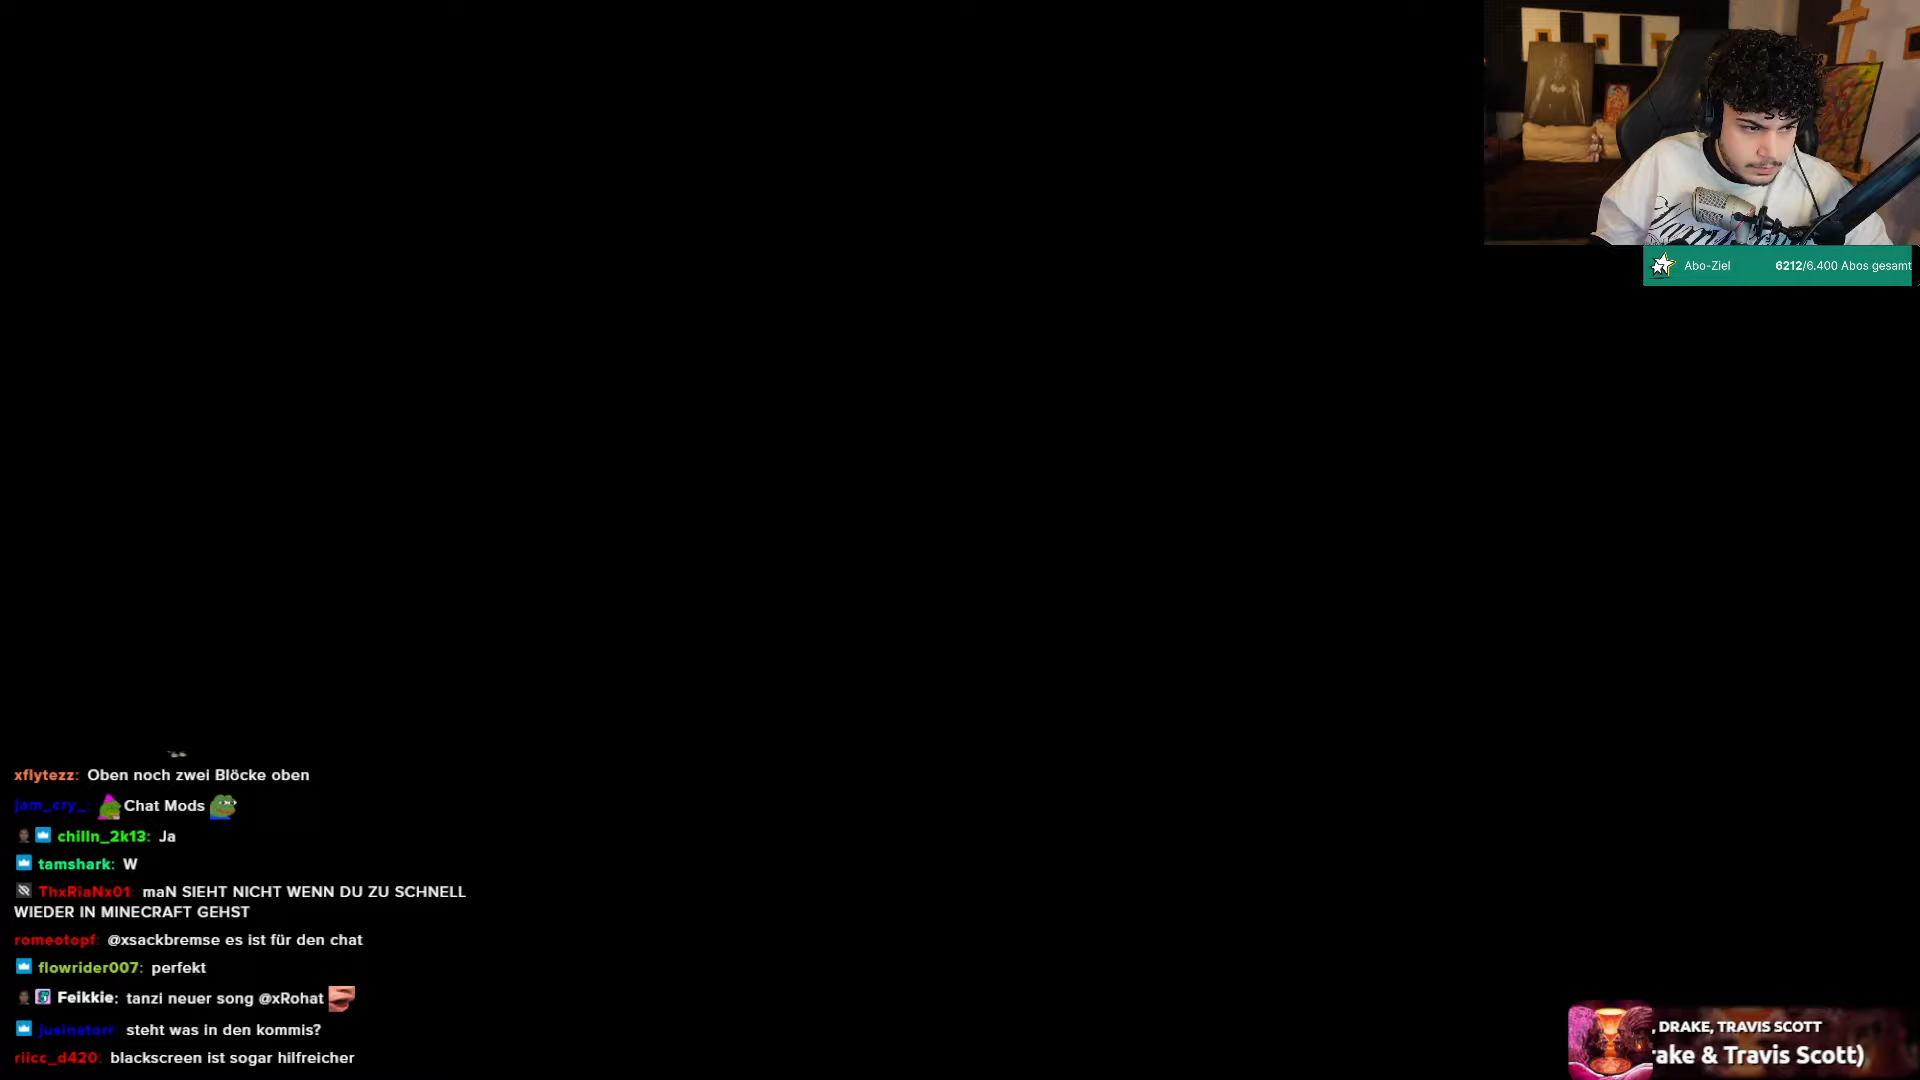 Abo-Ziel 6212/6.400 Abos gesamt
xflytezz: Oben noch zwei Blöcke oben
jam_cry_: Chat Mods
chilln_2k13: Ja
tamshark: W
ThxRiaNx01: maN SIEHT NICHT WENN DU ZU SCHNELL
WIEDER IN MINECRAFT GEHST
romeotopf: @xsackbremse es ist für den chat
flowrider007: perfekt
Feikkie: tanzi neuer song @xRohat
jusinatorr: steht was in den kommis?
riicc_d420: blackscreen ist sogar hilfreicher
, DRAKE, TRAVIS SCOTT
ake & Travis Scott)